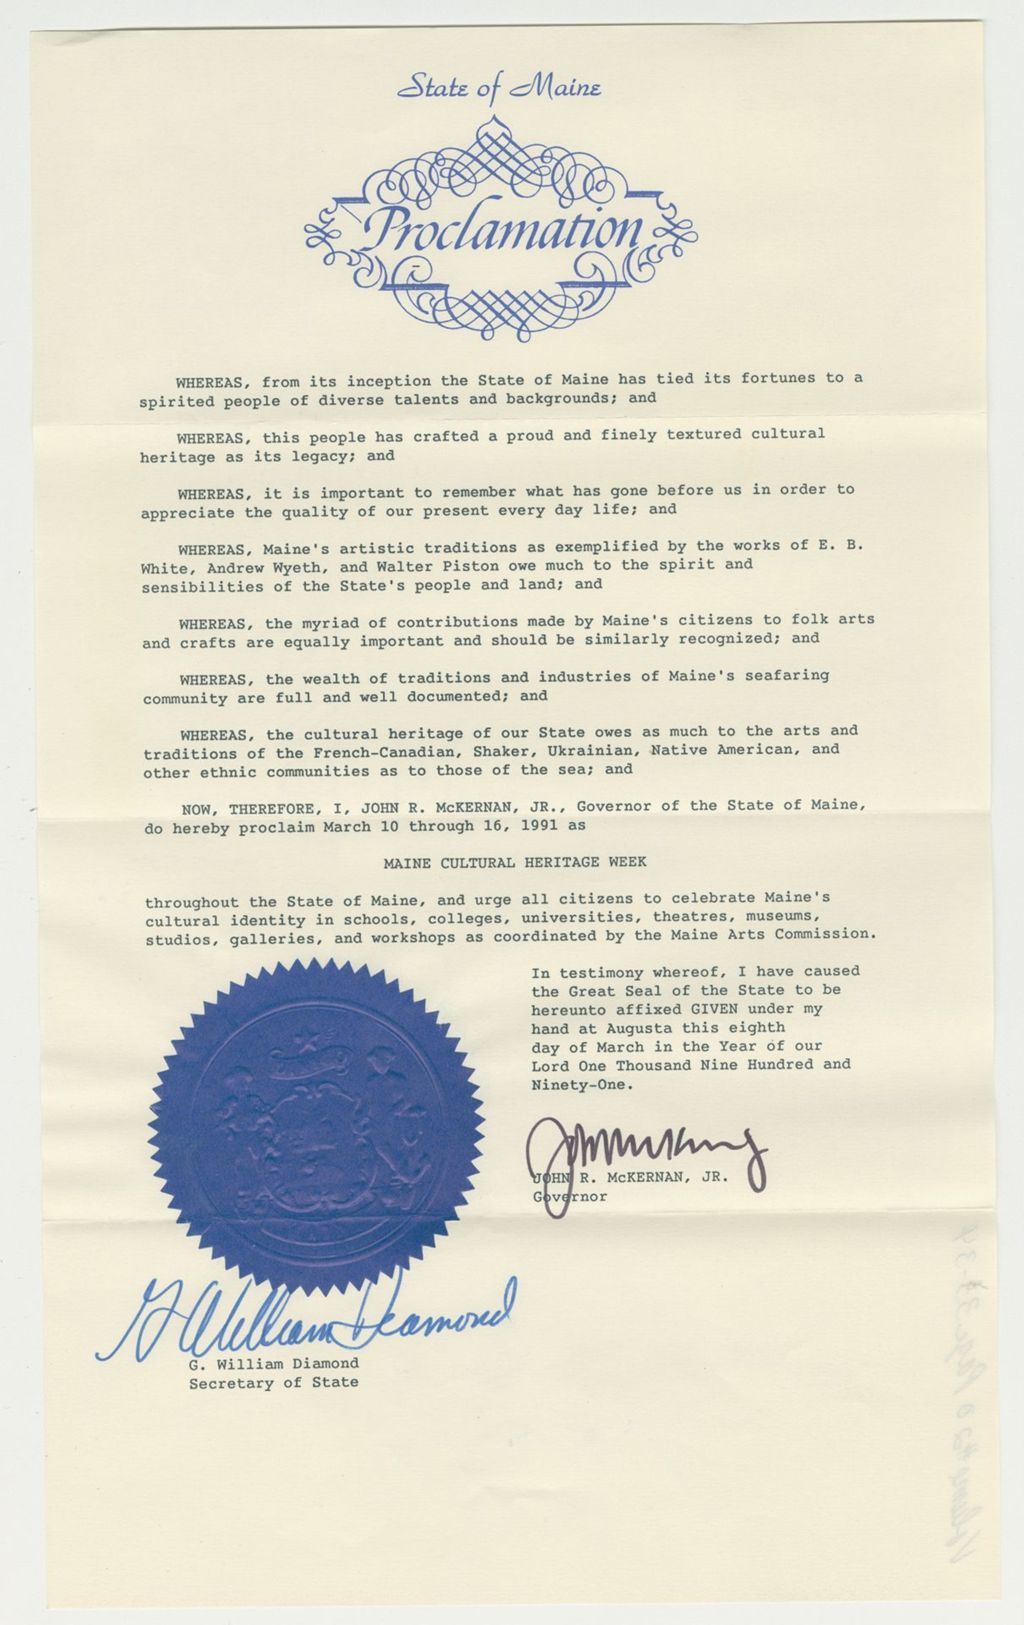 State of Maine
Proclamation
WHEREAS, from its inception the State of Maine has tied its fortunes to a
spirited people of diverse talents and backgrounds; and
WHEREAS, this people has crafted a proud and finely textured cultural
heritage as its legacy; and
WHEREAS, it is important to remember what has gone before us in order to
appreciate the quality of our present every day life; and
WHEREAS, Maine's artistic traditions as exemplified by the works of E. B.
White, Andrew Wyeth, and Walter Piston owe much to the spirit and
sensibilities of the State's people and land; and
WHEREAS, the myriad of contributions made by Maine's citizens to folk arts
and crafts are equally important and should be similarly recognized; and
WHEREAS, the wealth of traditions and industries of Maine's seafaring
community are full and well documented; and
WHEREAS, the cultural heritage of our State owes as much to the arts and
traditions of the French-Canadian, Shaker, Ukrainian, Native American, and
other ethnic communities as to those of the sea; and
NOW, THEREFORE, I, JOHN R. McKERNAN, JR., Governor of the State of Maine,
do hereby proclaim March 10 through 16, 1991 as
MAINE CULTURAL HERITAGE WEEK
throughout the State of Maine, and urge all citizens to celebrate Maine's
cultural identity in schools, colleges, universities, theatres, museums,
studios, galleries, and workshops as coordinated by the Maine Arts Commission.
In testimony whereof, I have caused
the Great Seal of the State to be
hereunto affixed GIVEN under my
hand at Augusta this eighth
day of March in the Year of our
Lord One Thousand Nine Hundred and
Ninety-One.
JOHN R. McKERNAN, JR.
Governor
G William Diamond
G. William Diamond
Secretary of State